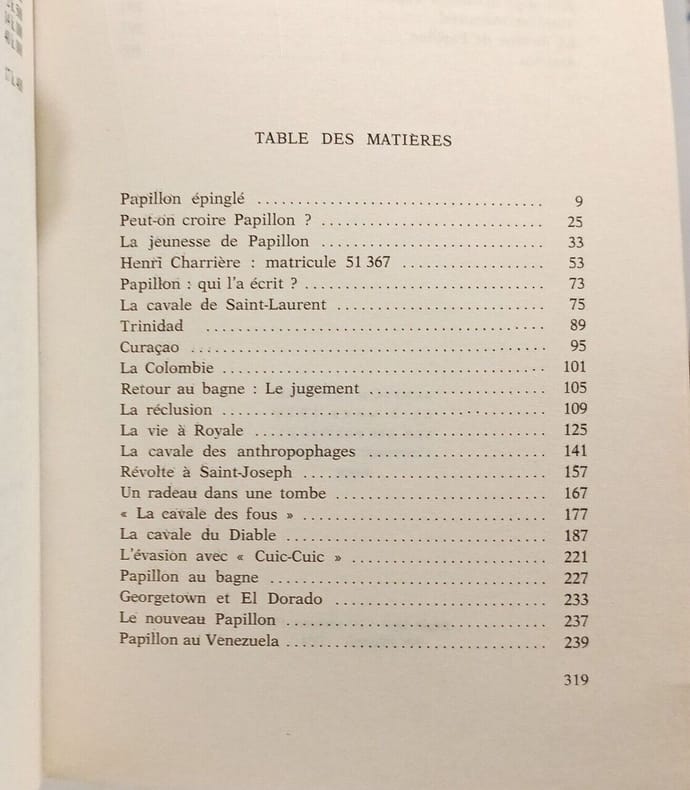 TABLE DES MATIÈRES
Papillon épinglé ..................................... 9
Peut-on croire Papillon ? ............................ 25
La jeunesse de Papillon ............................ 33
Henri Charrière : matricule 51 367 .................. 53
Papillon : qui l'a écrit ? .............................. 73
La cavale de Saint-Laurent .......................... 75
Trinidad .......................................... 89
Curaçao ............................................ 95
La Colombie ........................................ 101
Retour au bagne : Le jugement ...................... 105
La réclusion ........................................ 109
La vie à Royale .................................... 125
La cavale des anthropophages ........................ 141
Révolte à Saint-Joseph .............................. 157
Un radeau dans une tombe .......................... 167
« La cavale des fous » .............................. 177
La cavale du Diable ................................ 187
L'évasion avec « Cuic-Cuic » ........................ 221
Papillon au bagne .................................. 227
Georgetown et El Dorado .......................... 233
Le nouveau Papillon ................................ 237
Papillon au Venezuela ................................ 239
319